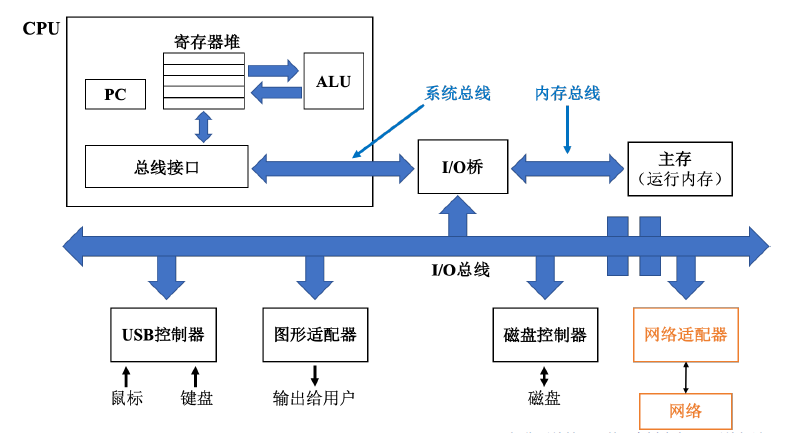 CPU
寄存器堆
PC
ALU
系统总线
内存总线
总线接口
I/O桥
主存
（运行内存）
I/O总线
USB控制器
图形适配器
磁盘控制器
网络适配器
鼠标
键盘
输出给用户
磁盘
网络